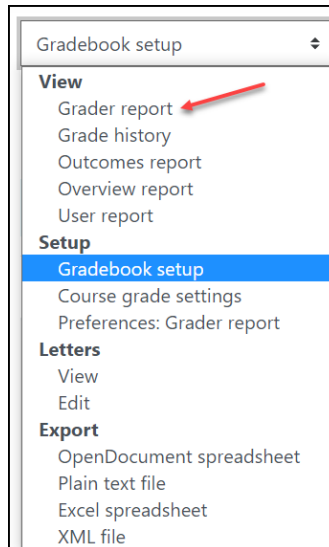 Gradebook setup
View
Grader report
Grade history
Outcomes report
Overview report
User report
Setup
Gradebook setup
Course grade settings
Preferences: Grader report
Letters
View
Edit
Export
OpenDocument spreadsheet
Plain text file
Excel spreadsheet
XML file